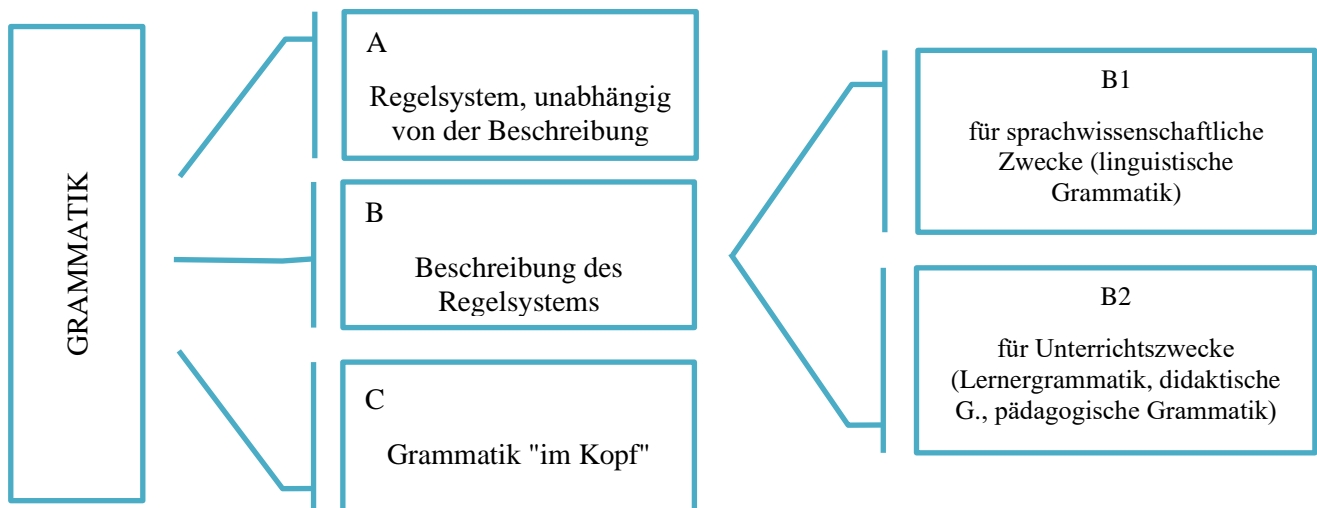 GRAMMATIK
A
Regelsystem, unabhängig
von der Beschreibung
B
Beschreibung des
Regelsystems
C
Grammatik "im Kopf"
B1
für sprachwissenschaftliche
Zwecke (linguistische
Grammatik)
B2
für Unterrichtszwecke
(Lernergrammatik, didaktische
G., pädagogische Grammatik)